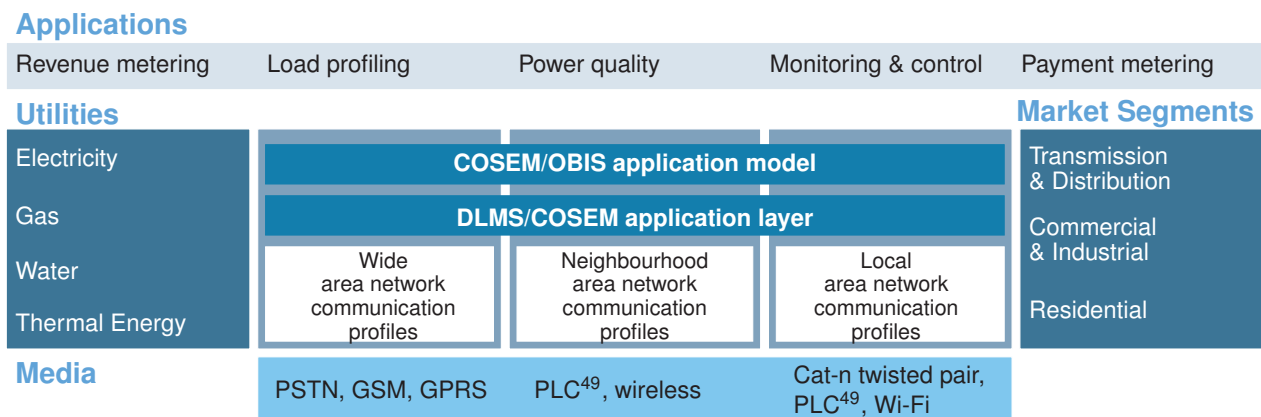 Applications
Revenue metering
Load profiling
Power quality
Monitoring & control
Payment metering
Utilities
Market Segments
Electricity
Gas
Water
Thermal Energy
COSEM/OBIS application model
DLMS/COSEM application layer
Wide
area network
communication
profiles
Neighbourhood
area network
communication
profiles
Local
area network
communication
profiles
Transmission
& Distribution
Commercial
& Industrial
Residential
Media
PSTN, GSM, GPRS
PLC⁴⁹, wireless
Cat-n twisted pair,
PLC⁴⁹, Wi-Fi